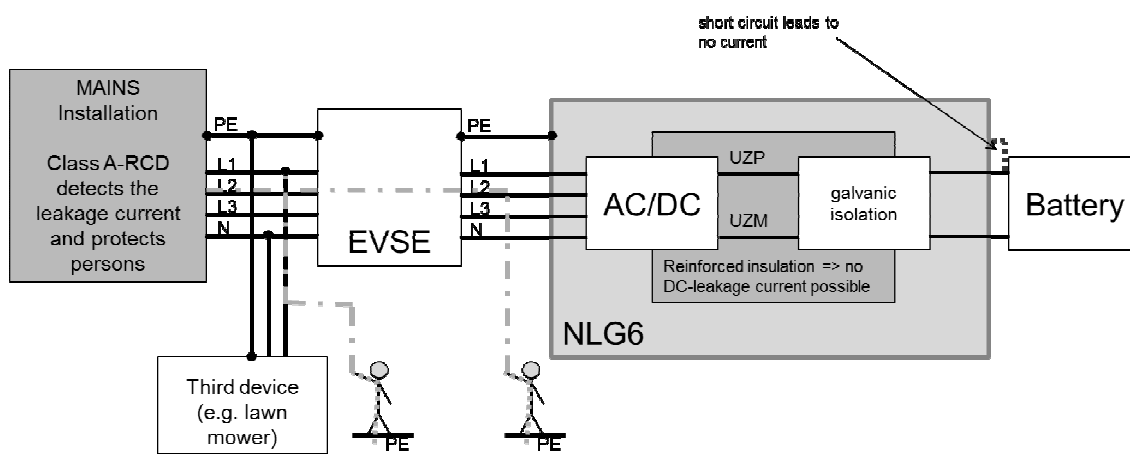 short circuit leads to
no current
MAINS
Installation
Class A-RCD
detects the
leakage current
and protects
persons
PE
L1
L2
L3
N
EVSE
PE
L1
L2
L3
N
AC/DC
UZP
UZM
galvanic
isolation
Reinforced insulation => no
DC-leakage current possible
NLG6
Battery
Third device
(e.g. lawn
mower)
PE
PE